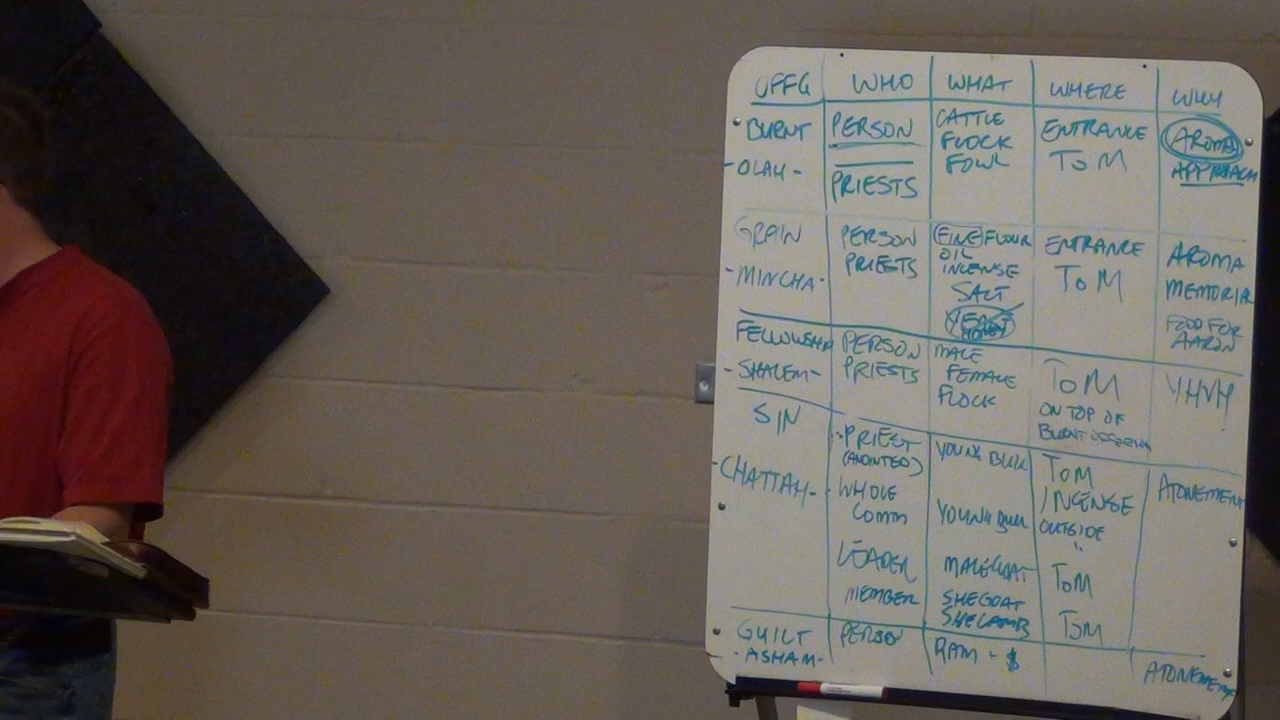 OFFG WHO WHAT WHERE WHY
BURNT PERSON CATTLE ENTRANCE AROMA
FLOCK
-OLAH- PRIESTS FOWL ToM APPROACH
GRAIN PERSON FINE FLOUR ENTRANCE AROMA
PRIESTS OIL
-MINCHA- INCENSE ToM MEMORIAL
SALT
YEAST FOOD FOR
HONEY AARON
FELLOWSHIP PERSON MALE ToM YHVH
-SHALEM- PRIESTS FEMALE
FLOCK ON TOP OF
BURNT OFFERING
SIN PRIEST YOUNG BULL ToM ATONEMENT
(ANOINTED)
-CHATTAH- WHOLE INCENSE
COMM YOUNG BULL OUTSIDE
"
LEADER MALE GOAT ToM
MEMBER SHE GOAT
SHE LAMB ToM
GUILT PERSON RAM - $ ATONEMENT
-ASHAM-